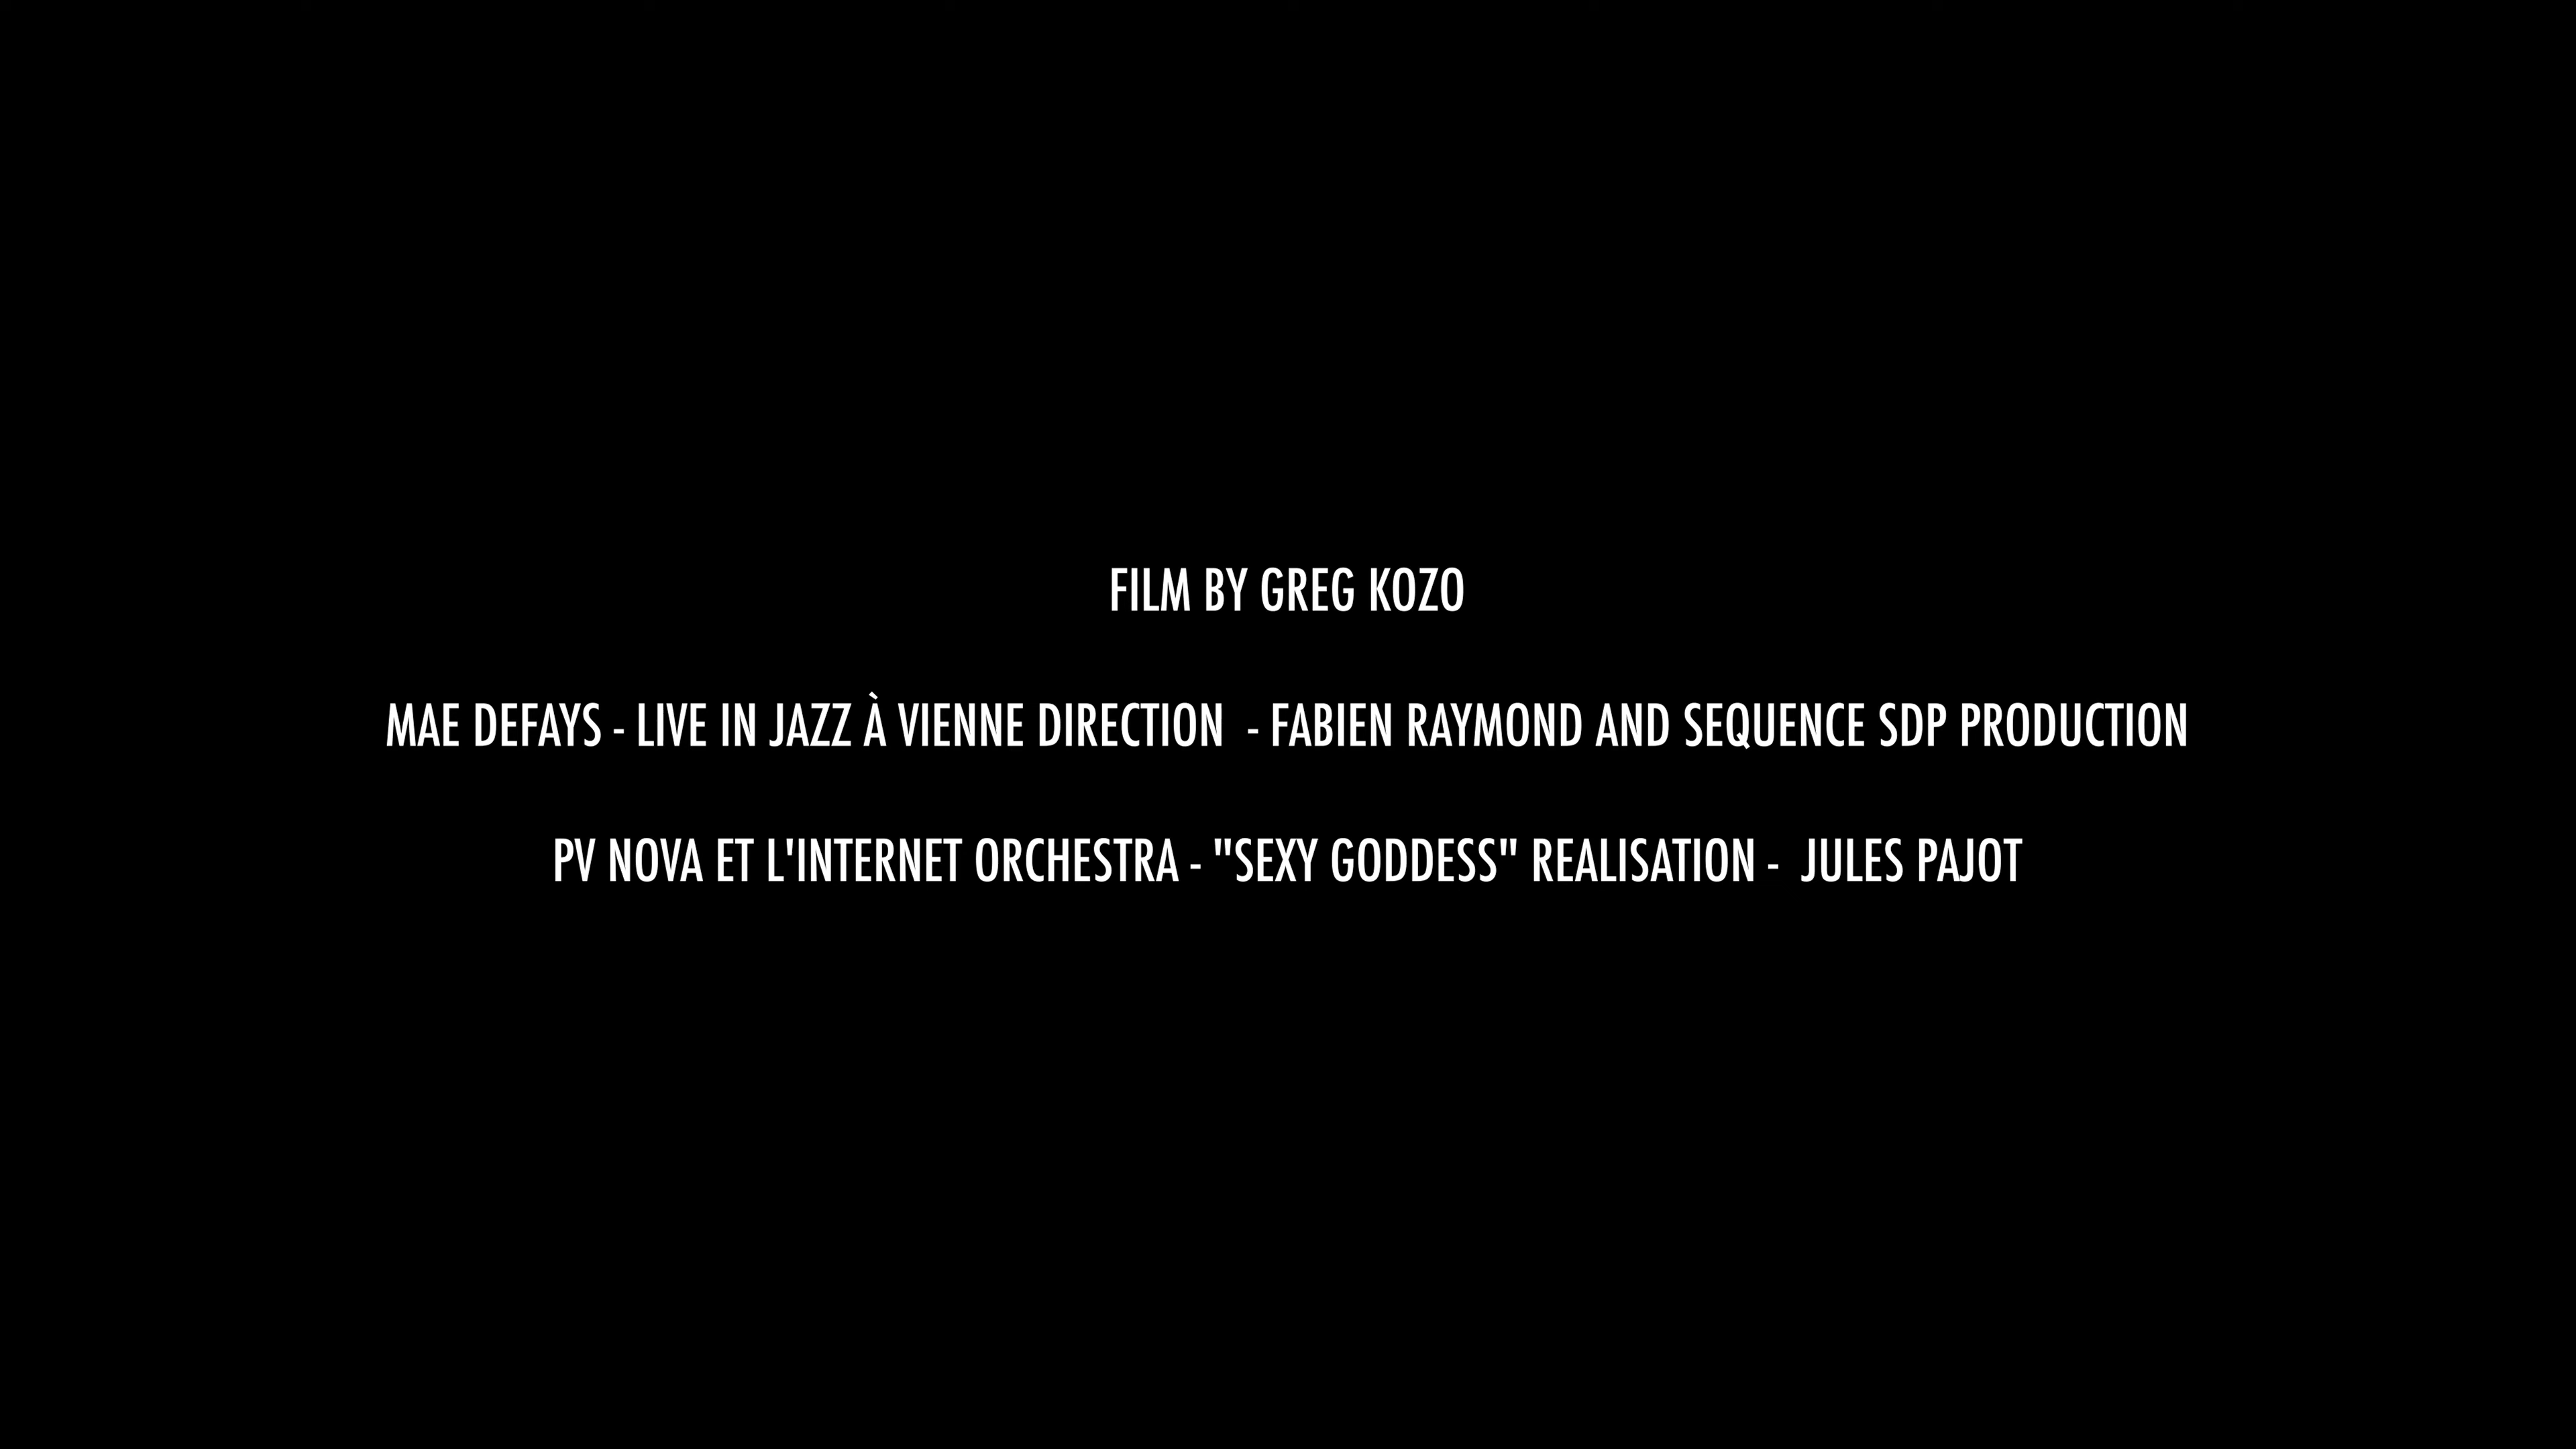 FILM BY GREG KOZO
MAE DEFAYS - LIVE IN JAZZ À VIENNE DIRECTION  - FABIEN RAYMOND AND SEQUENCE SDP PRODUCTION
PV NOVA ET L'INTERNET ORCHESTRA - "SEXY GODDESS" REALISATION -  JULES PAJOT